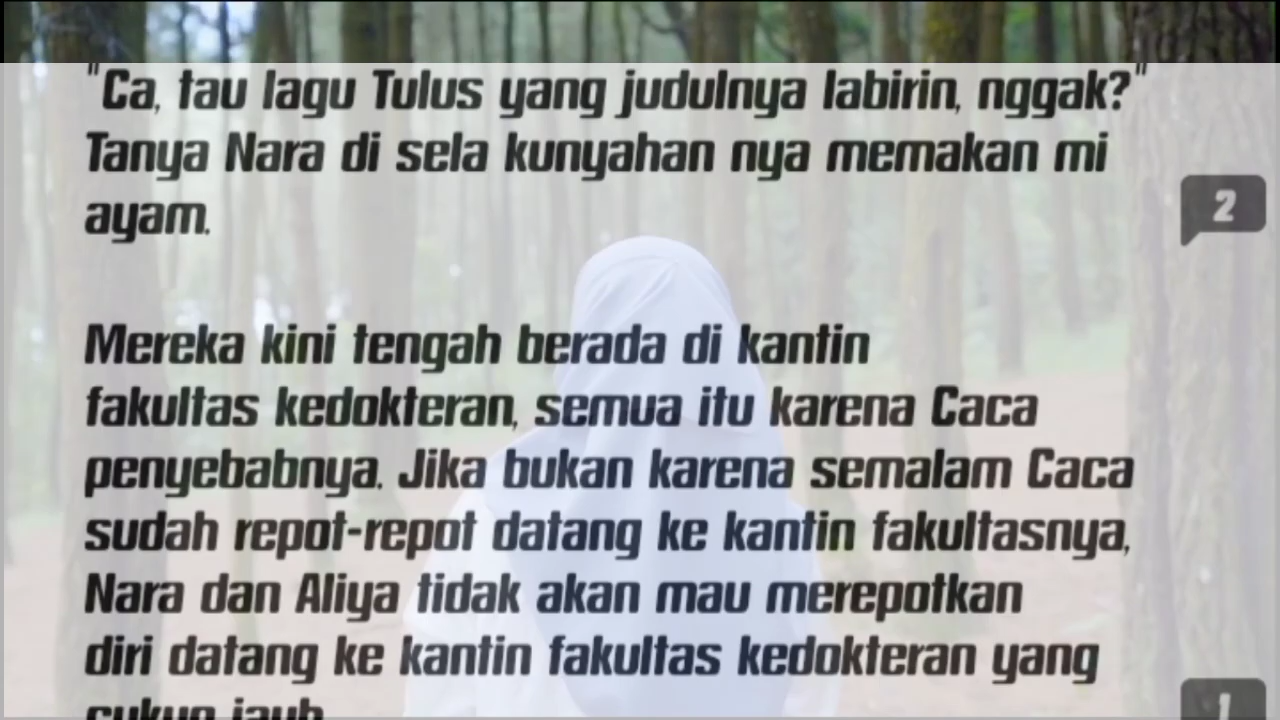 "Ca, tau lagu Tulus yang judulnya labirin, nggak?"
Tanya Nara di sela kunyahan nya memakan mi
ayam.
2
Mereka kini tengah berada di kantin
fakultas kedokteran, semua itu karena Caca
penyebabnya. Jika bukan karena semalam Caca
sudah repot-repot datang ke kantin fakultasnya,
Nara dan Aliya tidak akan mau merepotkan
diri datang ke kantin fakultas kedokteran yang
cukup jauh.
1